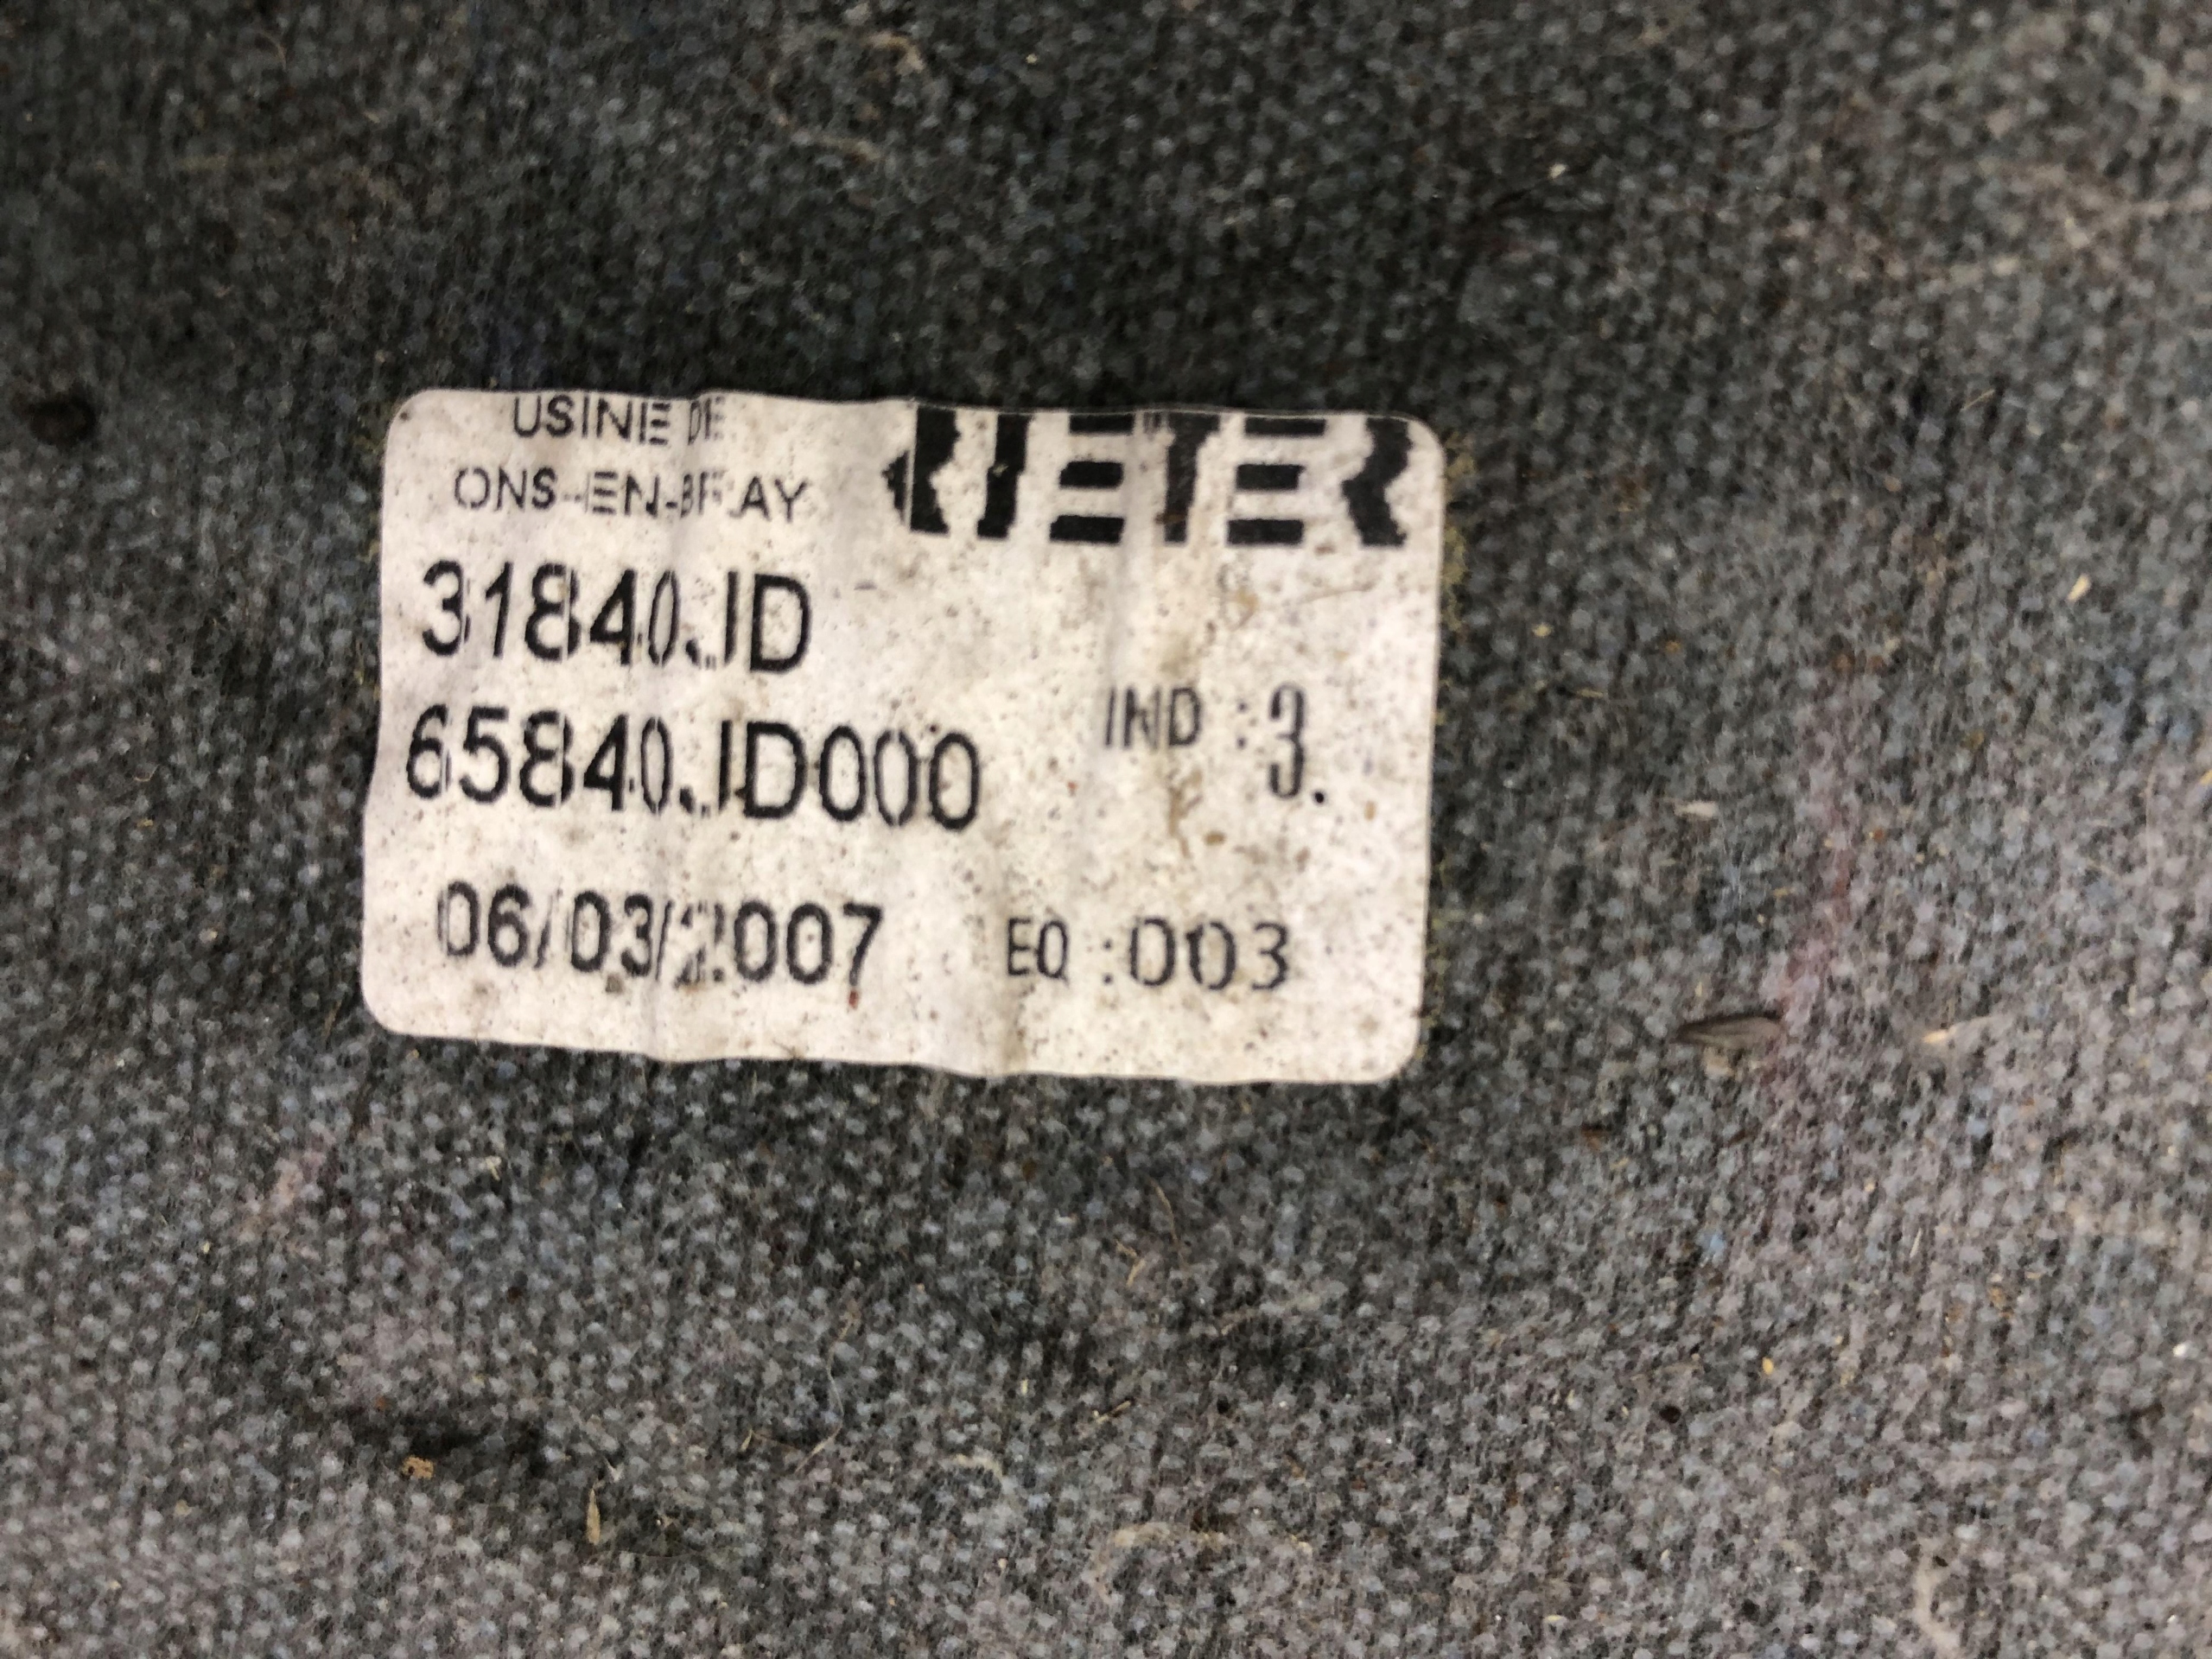 USINE DE
ONS-EN-BRAY
RIETER
31840JD
65840JD000
IND : 3.
06/03/2007
EQ : 003